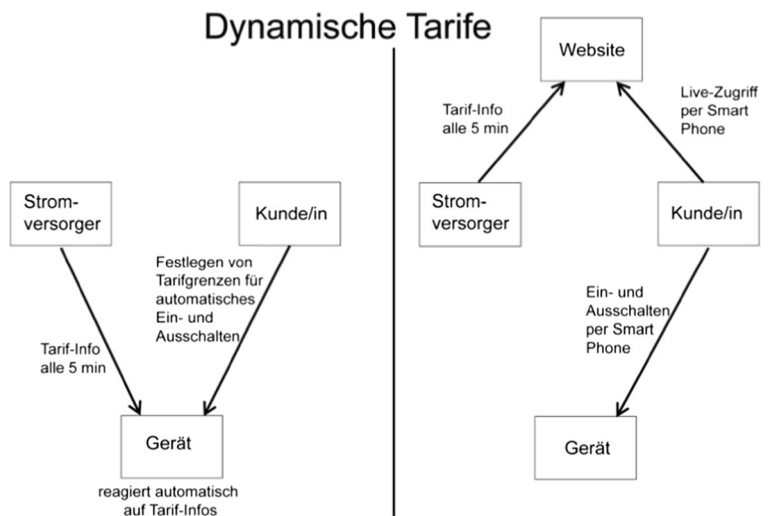 Dynamische Tarife
Strom-
versorger
Kunde/in
Festlegen von
Tarifgrenzen für
automatisches
Ein- und
Ausschalten
Tarif-Info
alle 5 min
Gerät
reagiert automatisch
auf Tarif-Infos
Website
Tarif-Info
alle 5 min
Live-Zugriff
per Smart
Phone
Strom-
versorger
Kunde/in
Ein- und
Ausschalten
per Smart
Phone
Gerät